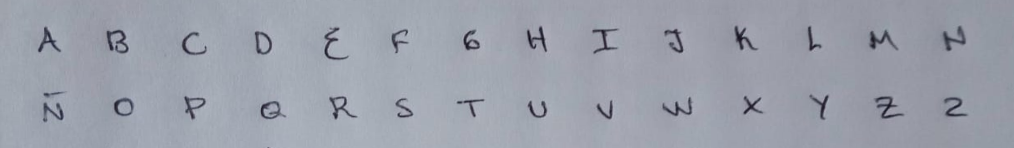 A B C D E F G H I J K L M N
Ñ O P Q R S T U V W X Y Z 2